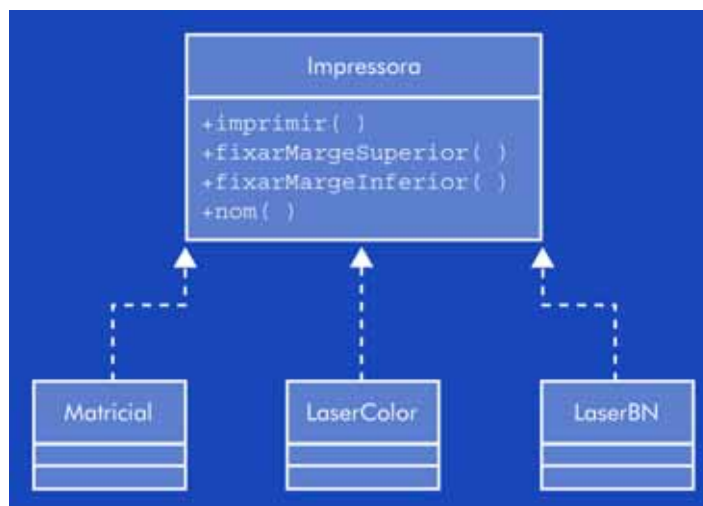 Impressora
+imprimir( )
+fixarMargeSuperior( )
+fixarMargeInferior( )
+nom( )
Matricial
LaserColor
LaserBN